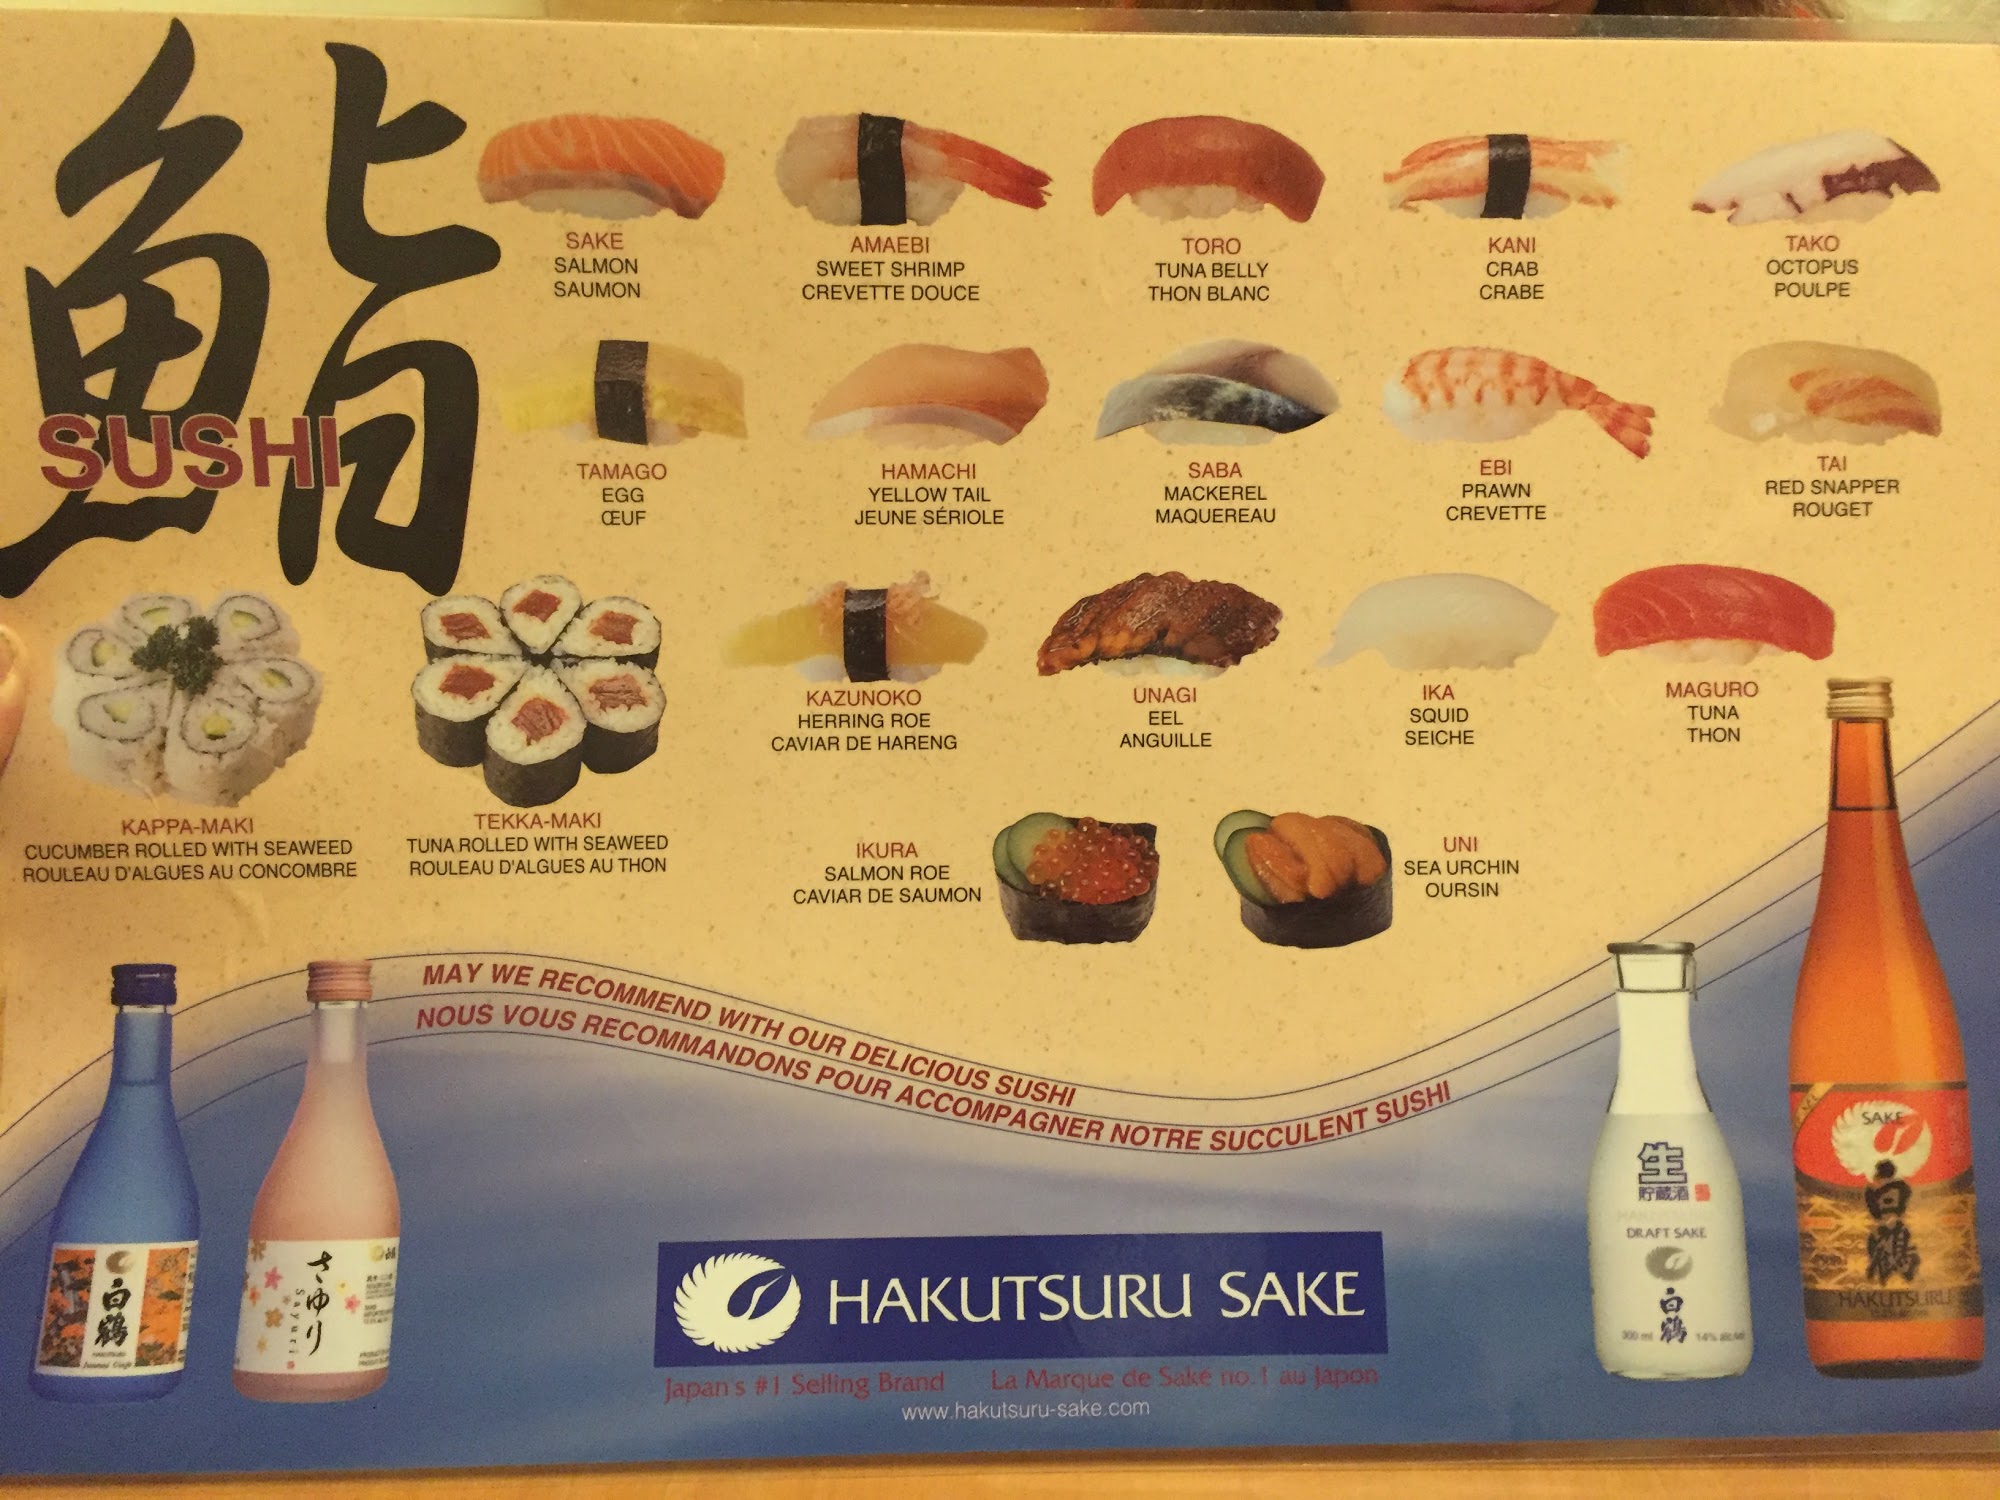 鮨
SUSHI
SAKE
SALMON
SAUMON
AMAEBI
SWEET SHRIMP
CREVETTE DOUCE
TORO
TUNA BELLY
THON BLANC
KANI
CRAB
CRABE
TAKO
OCTOPUS
POULPE
TAMAGO
EGG
ŒUF
HAMACHI
YELLOW TAIL
JEUNE SÉRIOLE
SABA
MACKEREL
MAQUEREAU
EBI
PRAWN
CREVETTE
TAI
RED SNAPPER
ROUGET
KAPPA-MAKI
CUCUMBER ROLLED WITH SEAWEED
ROULEAU D'ALGUES AU CONCOMBRE
TEKKA-MAKI
TUNA ROLLED WITH SEAWEED
ROULEAU D'ALGUES AU THON
KAZUNOKO
HERRING ROE
CAVIAR DE HARENG
UNAGI
EEL
ANGUILLE
IKA
SQUID
SEICHE
MAGURO
TUNA
THON
IKURA
SALMON ROE
CAVIAR DE SAUMON
UNI
SEA URCHIN
OURSIN
MAY WE RECOMMEND WITH OUR DELICIOUS SUSHI
NOUS VOUS RECOMMANDONS POUR ACCOMPAGNER NOTRE SUCCULENT SUSHI
白鶴
HAKUTSURU
さゆり
Sayuri
HAKUTSURU SAKE
Japan's #1 Selling Brand
La Marque de Saké no.1 au Japon
www.hakutsuru-sake.com
生
貯蔵酒
DRAFT SAKE
白鶴
300 ml
14%
SAKE
白鶴
HAKUTSURU